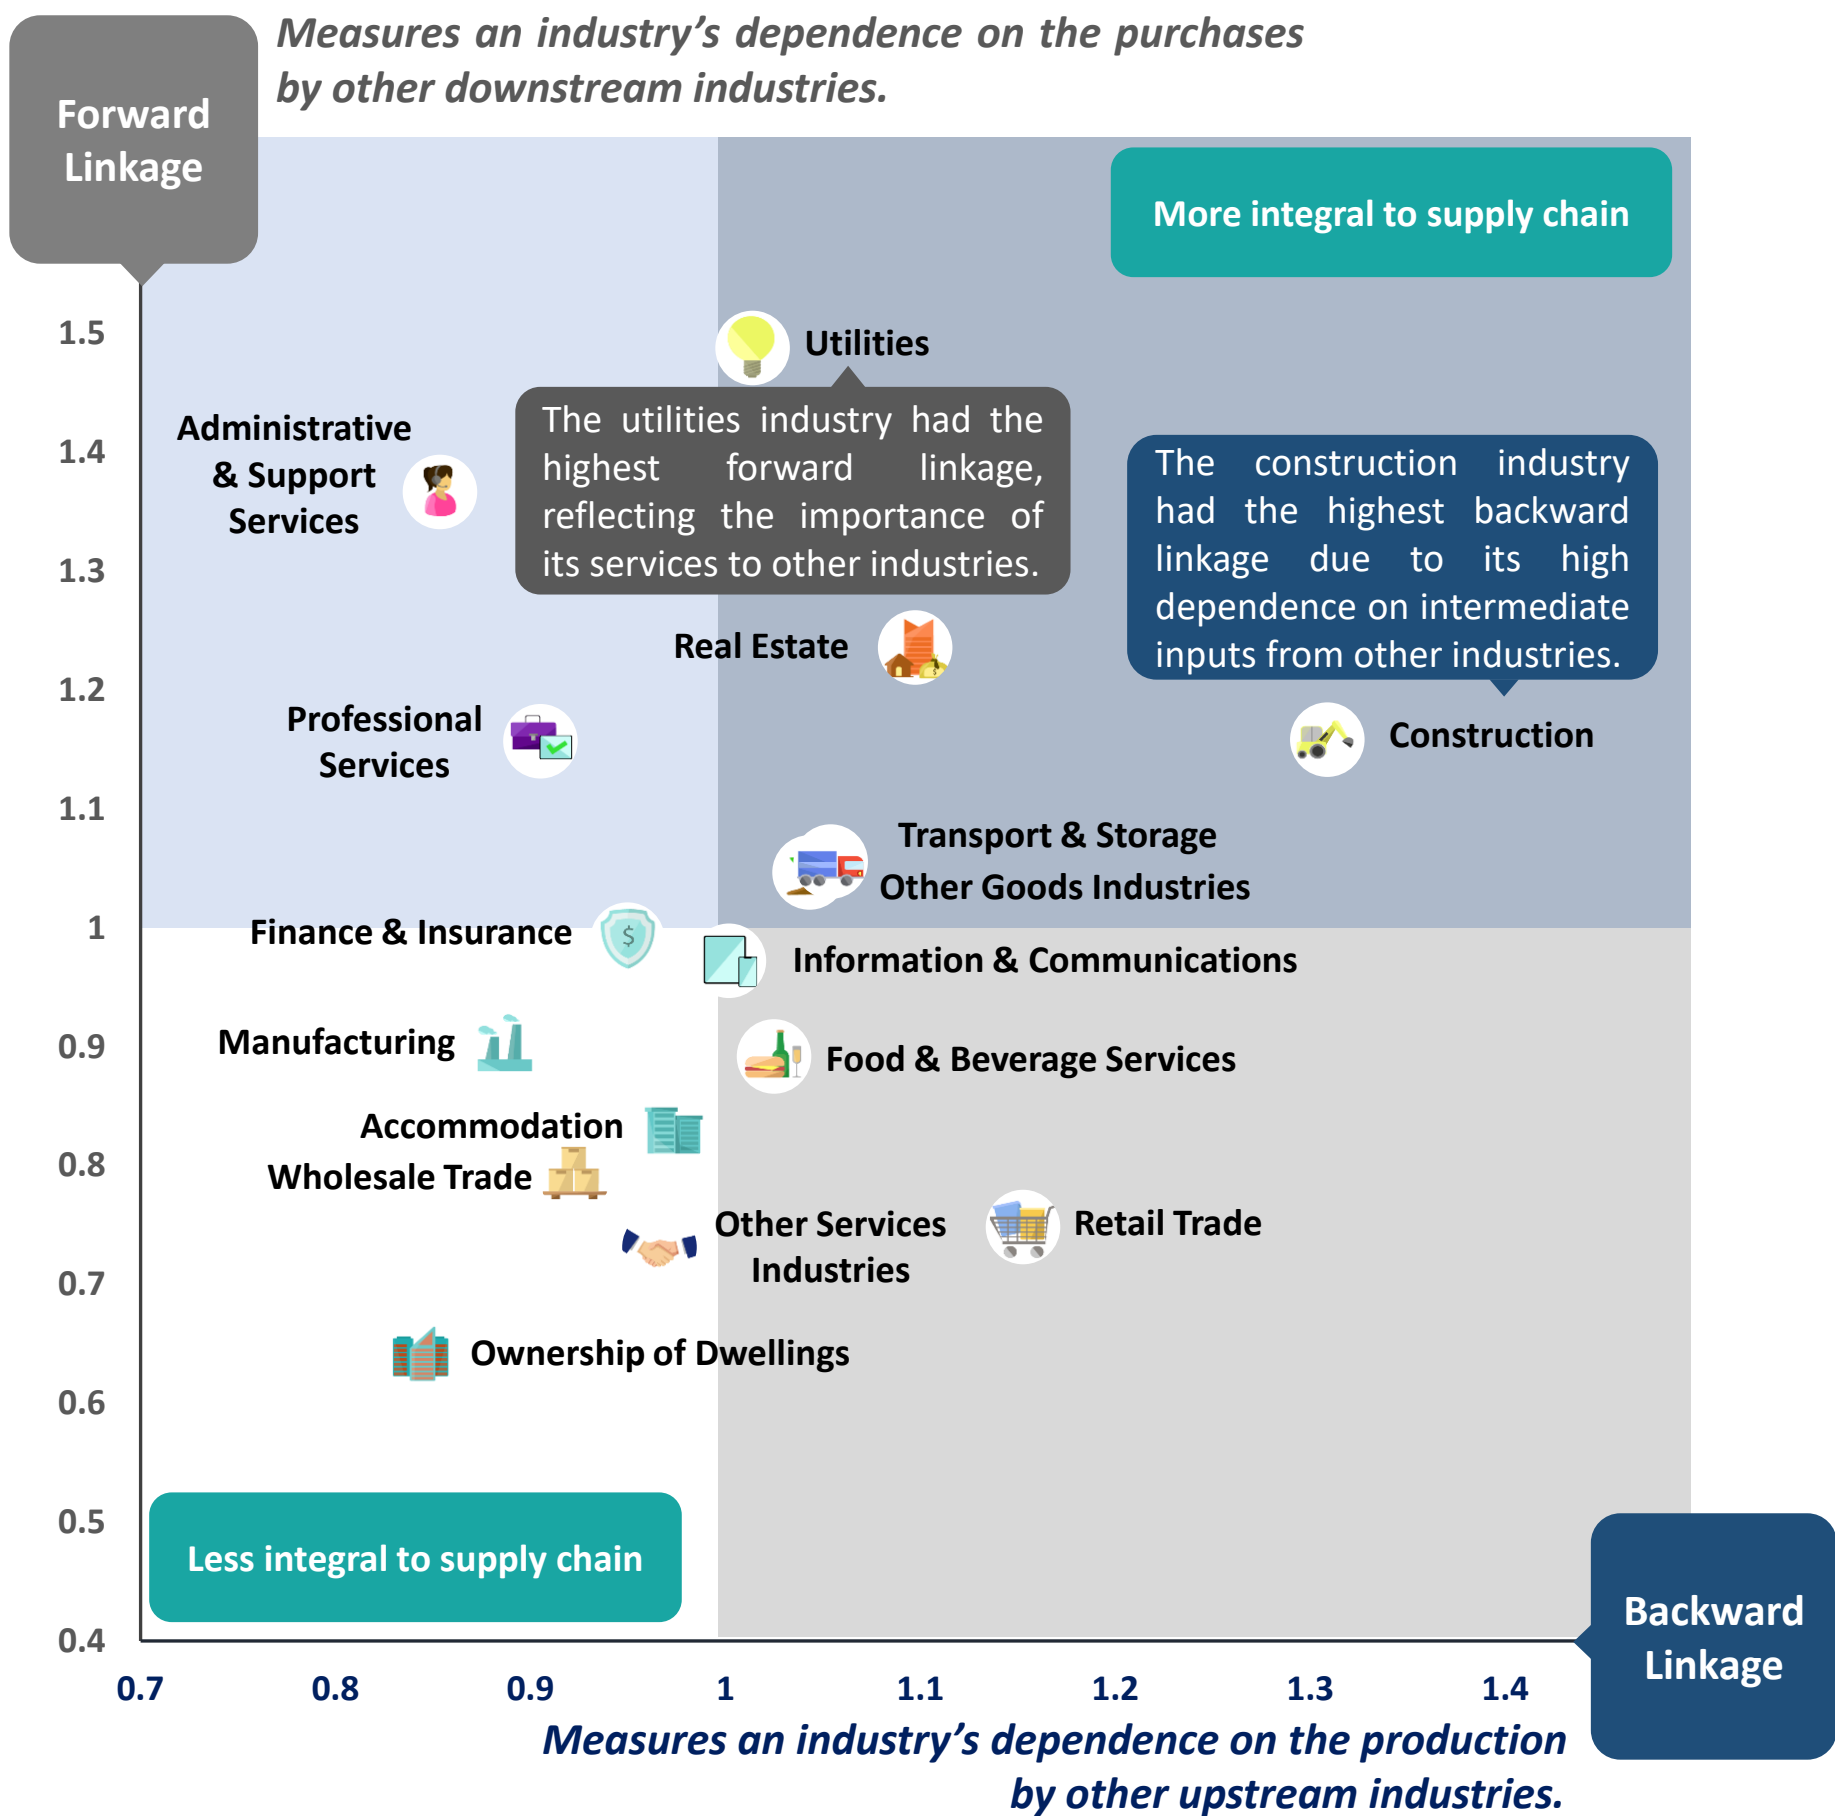 Measures an industry's dependence on the purchases
by other downstream industries.
Forward
Linkage
More integral to supply chain
1.5
1.4
1.3
1.2
1.1
1
0.9
0.8
0.7
0.6
0.5
0.4
Utilities
The utilities industry had the
highest forward linkage,
reflecting the importance of
its services to other industries.
Administrative
& Support
Services
The construction industry
had the highest backward
linkage due to its high
dependence on intermediate
inputs from other industries.
Real Estate
Professional
Services
Construction
Transport & Storage
Other Goods Industries
Finance & Insurance
$
Information & Communications
Manufacturing
Food & Beverage Services
Accommodation
Wholesale Trade
Other Services
Industries
Retail Trade
Ownership of Dwellings
Less integral to supply chain
Backward
Linkage
0.7 0.8 0.9 1 1.1 1.2 1.3 1.4
Measures an industry's dependence on the production
by other upstream industries.